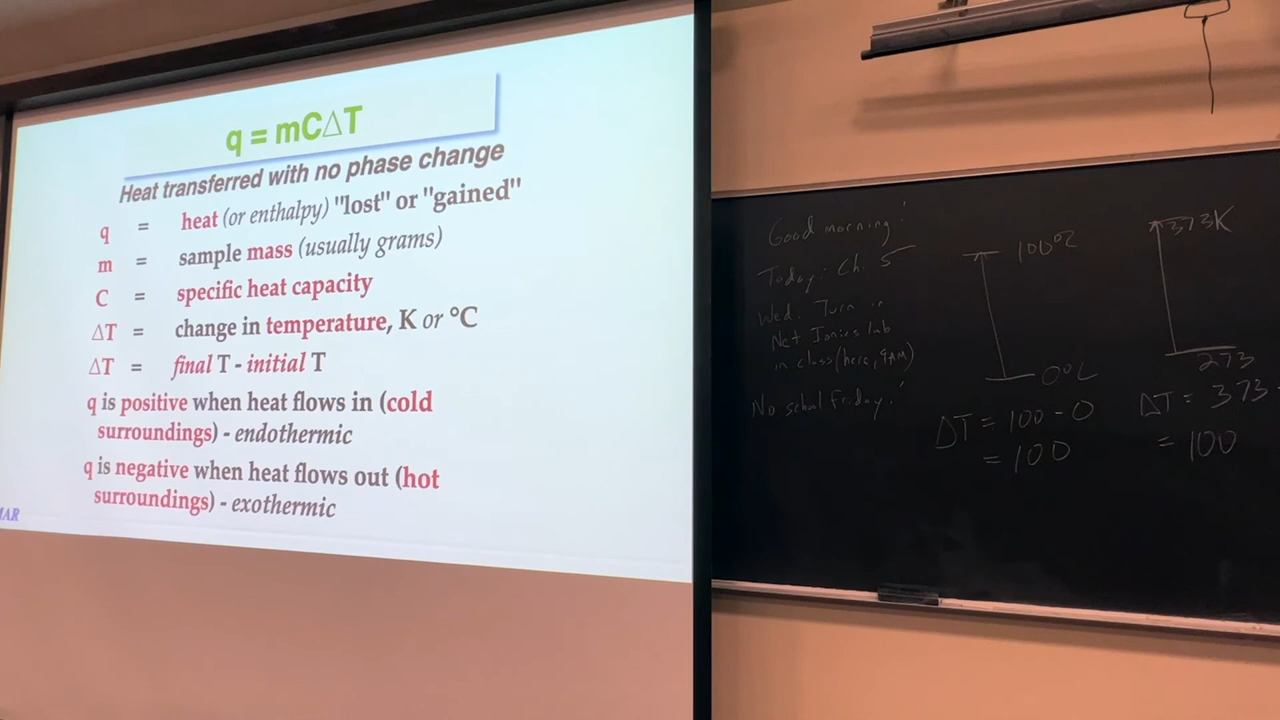 q = mCΔT
Heat transferred with no phase change
q = heat (or enthalpy) "lost" or "gained"
m = sample mass (usually grams)
C = specific heat capacity
ΔT = change in temperature, K or °C
ΔT = final T - initial T
q is positive when heat flows in (cold
surroundings) - endothermic
q is negative when heat flows out (hot
surroundings) - exothermic
MAR
Good morning!
Today: Ch. 5
Wed. Turn in
Net Ionics lab
in class (here, 9AM)
No school Friday!
100°C
0°C
ΔT = 100 - 0
= 100
373K
273
ΔT = 373 -
= 100